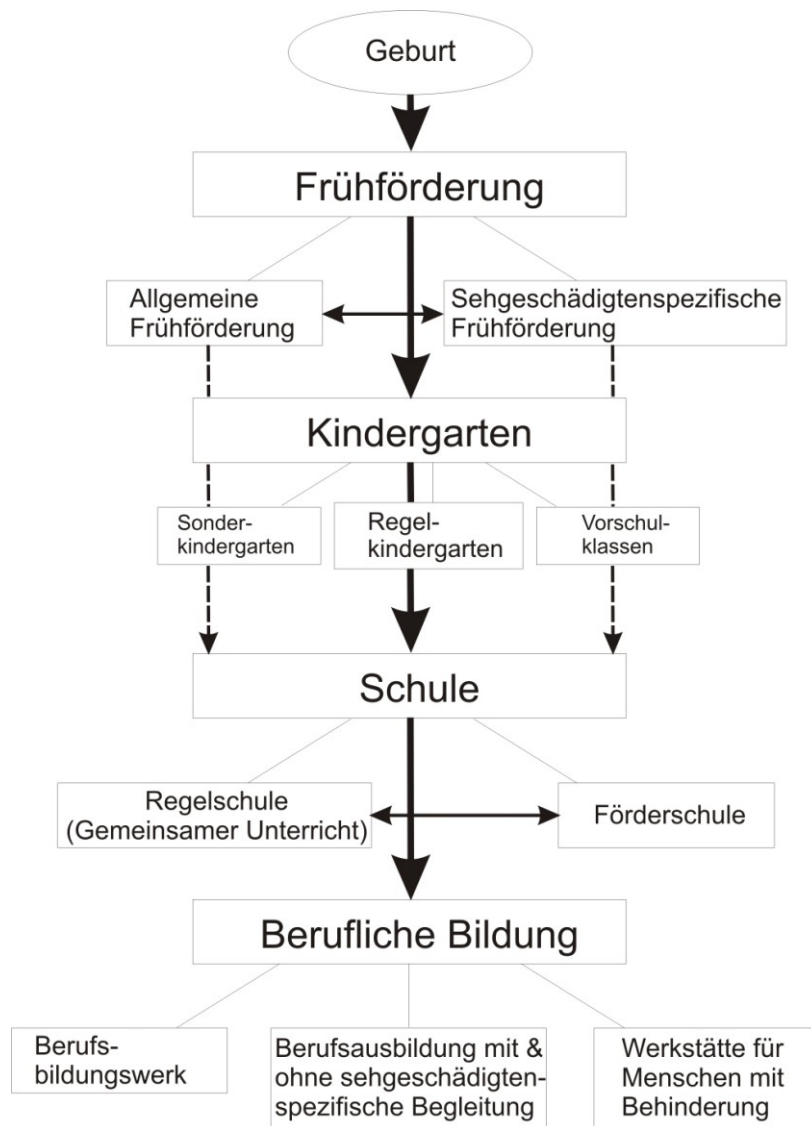 Geburt
Frühförderung
Allgemeine
Frühförderung
Sehgeschädigtenspezifische
Frühförderung
Kindergarten
Sonder-
kindergarten
Regel-
kindergarten
Vorschul-
klassen
Schule
Regelschule
(Gemeinsamer Unterricht)
Förderschule
Berufliche Bildung
Berufs-
bildungswerk
Berufsausbildung mit &
ohne sehgeschädigten-
spezifische Begleitung
Werkstätte für
Menschen mit
Behinderung